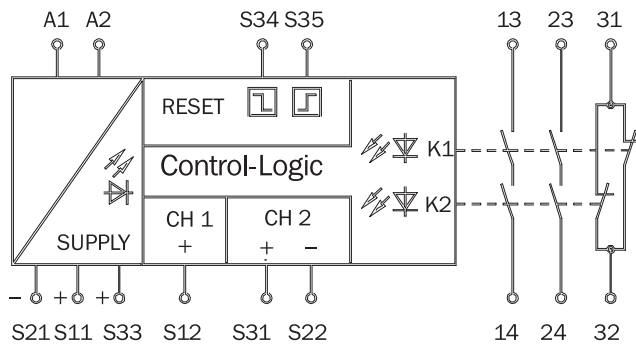 A1 A2 S34 S35 13 23 31
RESET
Control-Logic K1
K2
CH 1 CH 2
+ + −
SUPPLY
− + +
S21 S11 S33 S12 S31 S22 14 24 32